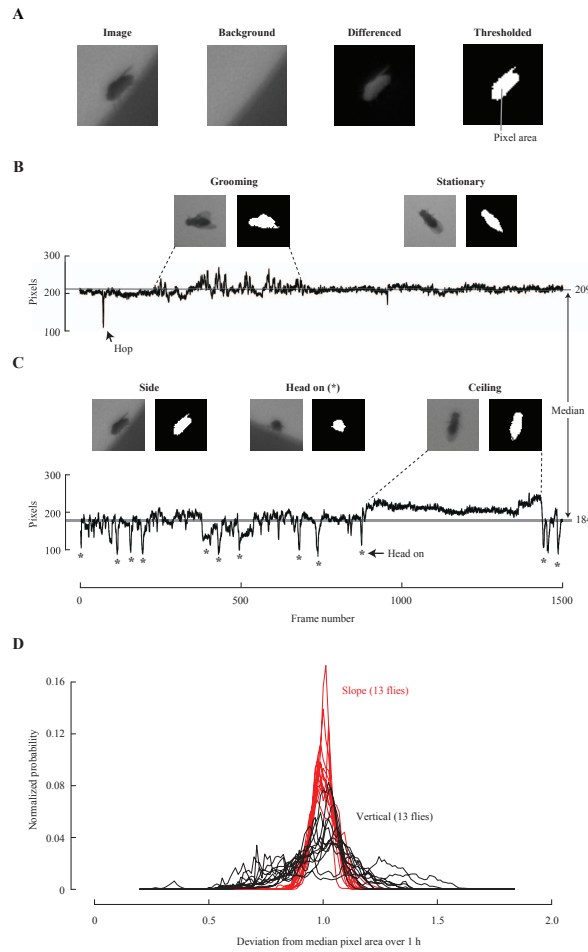 A
Image Background Differenced Thresholded
Pixel area
B
Grooming Stationary
300
200
100
Pixels
209
Hop
C
Side Head on (*) Ceiling
Median
300
200
100
Pixels
184
* * * * * * * * * * * *
Head on
0 500 1000 1500
Frame number
D
0.16
0.12
0.08
0.04
0
Normalized probability
Slope (13 flies)
Vertical (13 flies)
0 0.5 1.0 1.5 2.0
Deviation from median pixel area over 1 h